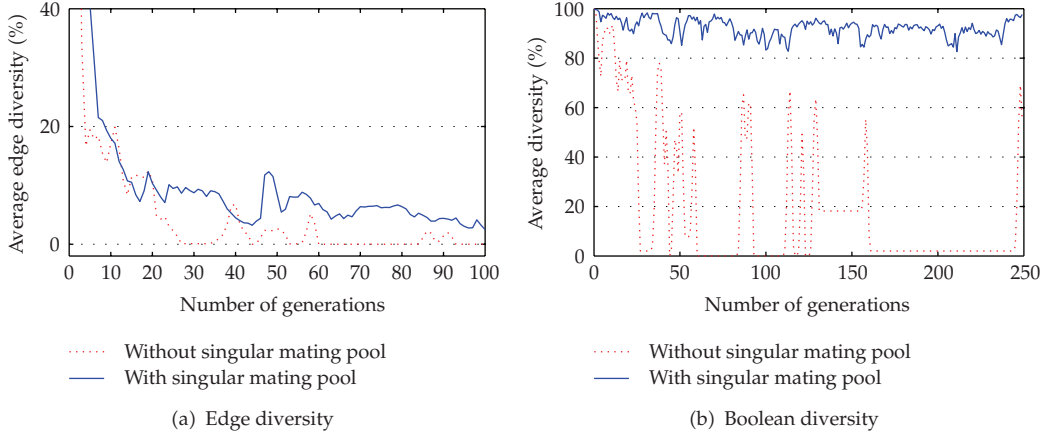 40
20
0
Average edge diversity (%)
0 10 20 30 40 50 60 70 80 90 100
Number of generations
Without singular mating pool
With singular mating pool
(a) Edge diversity
100
80
60
40
20
0
Average diversity (%)
0 50 100 150 200 250
Number of generations
Without singular mating pool
With singular mating pool
(b) Boolean diversity